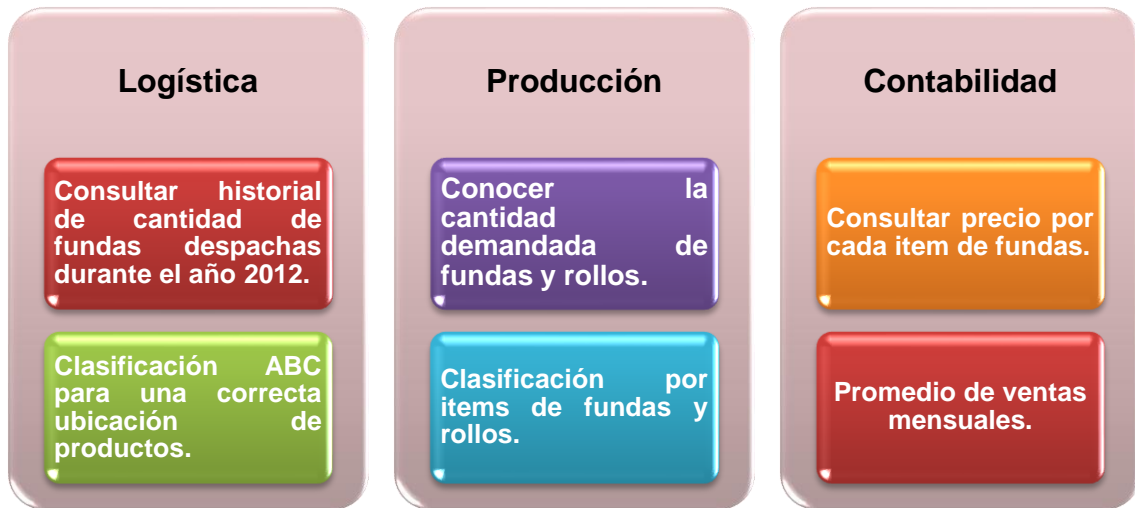 Logística
Consultar historial
de cantidad de
fundas despachas
durante el año 2012.
Clasificación ABC
para una correcta
ubicación de
productos.
Producción
Conocer la
cantidad
demandada de
fundas y rollos.
Clasificación por
items de fundas y
rollos.
Contabilidad
Consultar precio por
cada item de fundas.
Promedio de ventas
mensuales.